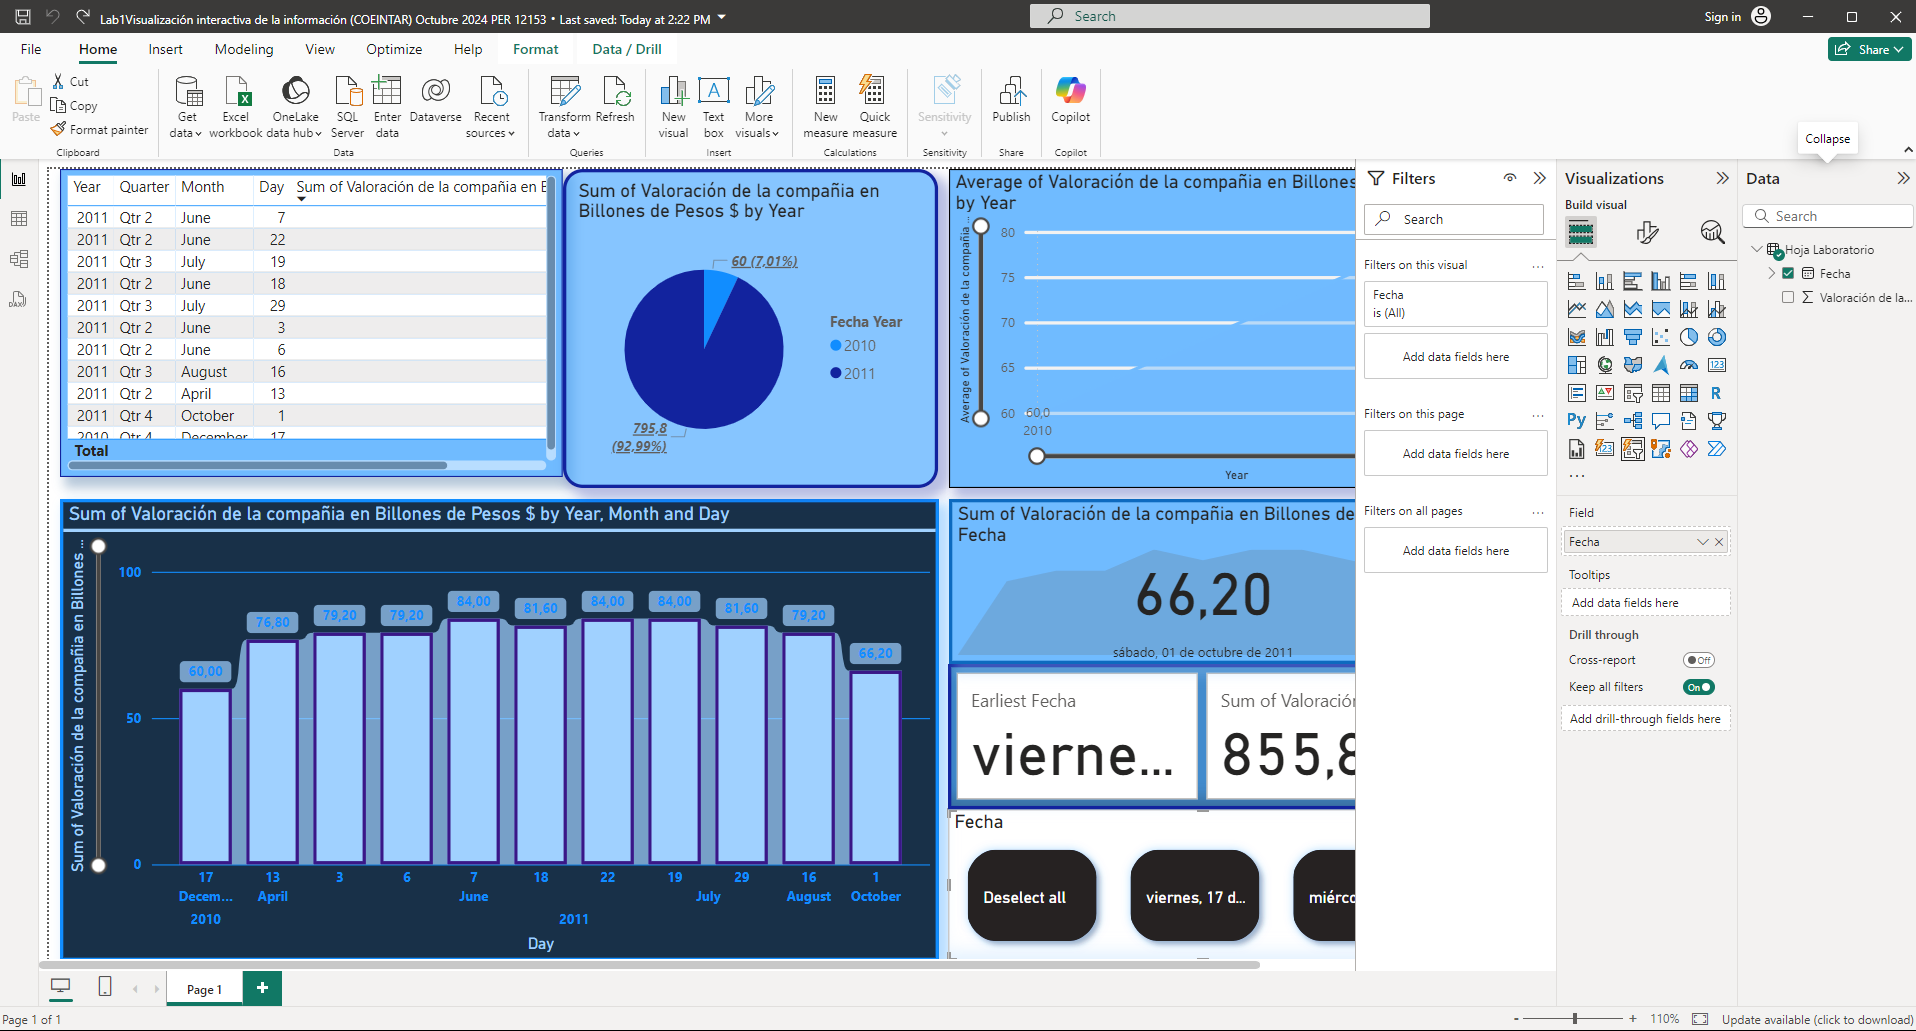 Lab1Visualización interactiva de la información (COEINTAR) Octubre 2024 PER 12153 • Last saved: Today at 2:22 PM
Search
Sign in
File Home Insert Modeling View Optimize Help Format Data / Drill
Share
Paste
Cut
Copy
Format painter
Clipboard
Get data
Excel workbook
OneLake data hub
SQL Server
Enter data
Dataverse
Recent sources
Data
Transform data
Refresh
Queries
New visual
Text box
More visuals
Insert
New measure
Quick measure
Calculations
Sensitivity
Sensitivity
Publish
Share
Copilot
Copilot
Collapse
Year Quarter Month Day Sum of Valoración de la compañia en B
2011 Qtr 2 June 7
2011 Qtr 2 June 22
2011 Qtr 3 July 19
2011 Qtr 2 June 18
2011 Qtr 3 July 29
2011 Qtr 2 June 3
2011 Qtr 2 June 6
2011 Qtr 3 August 16
2011 Qtr 2 April 13
2011 Qtr 4 October 1
2010 Qtr 4 December 17
Total
Sum of Valoración de la compañia en
Billones de Pesos $ by Year
60 (7,01%)
795,8
(92,99%)
Fecha Year
2010
2011
Average of Valoración de la compañia en Billones
by Year
Average of Valoración de la compañia ...
80
75
70
65
60
60,0
2010
Year
Sum of Valoración de la compañia en Billones de Pesos $ by Year, Month and Day
Sum of Valoración de la compañia en Billones ...
100
50
0
60,00
76,80
79,20
79,20
84,00
81,60
84,00
84,00
81,60
79,20
66,20
17 13 3 6 7 18 22 19 29 16 1
Decem... April June July August October
2010 2011
Day
Sum of Valoración de la compañia en Billones de
Fecha
66,20
sábado, 01 de octubre de 2011
Earliest Fecha
vierne...
Sum of Valoración
855,8
Fecha
Deselect all
viernes, 17 d...
miérco
Filters
Search
Filters on this visual ...
Fecha
is (All)
Add data fields here
Filters on this page ...
Add data fields here
Filters on all pages ...
Add data fields here
Visualizations
Build visual
123
R
Py
123
...
Field
Fecha
Tooltips
Add data fields here
Drill through
Cross-report Off
Keep all filters On
Add drill-through fields here
Data
Search
Hoja Laboratorio
Fecha
Σ Valoración de la...
DAX
Page 1
+
Page 1 of 1
- + 110%
Update available (click to download)